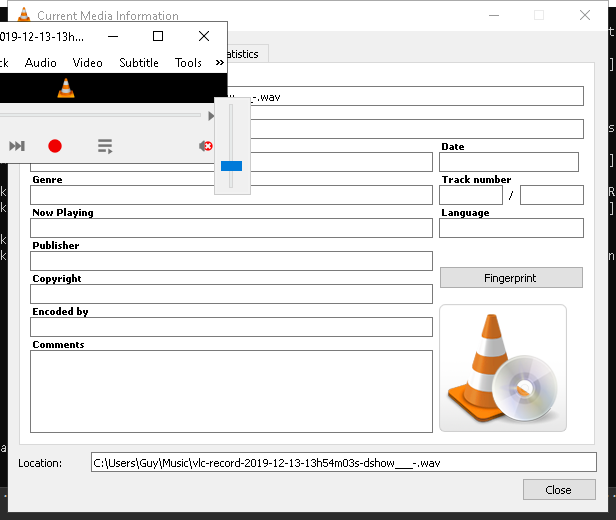 Current Media Information
2019-12-13-13h...
Audio Video Subtitle Tools »
atistics
-.wav
Date
Genre
Track number
/
Now Playing
Language
Publisher
Copyright
Fingerprint
Encoded by
Comments
Location:
C:\Users\Guy\Music\vlc-record-2019-12-13-13h54m03s-dshow___-.wav
Close